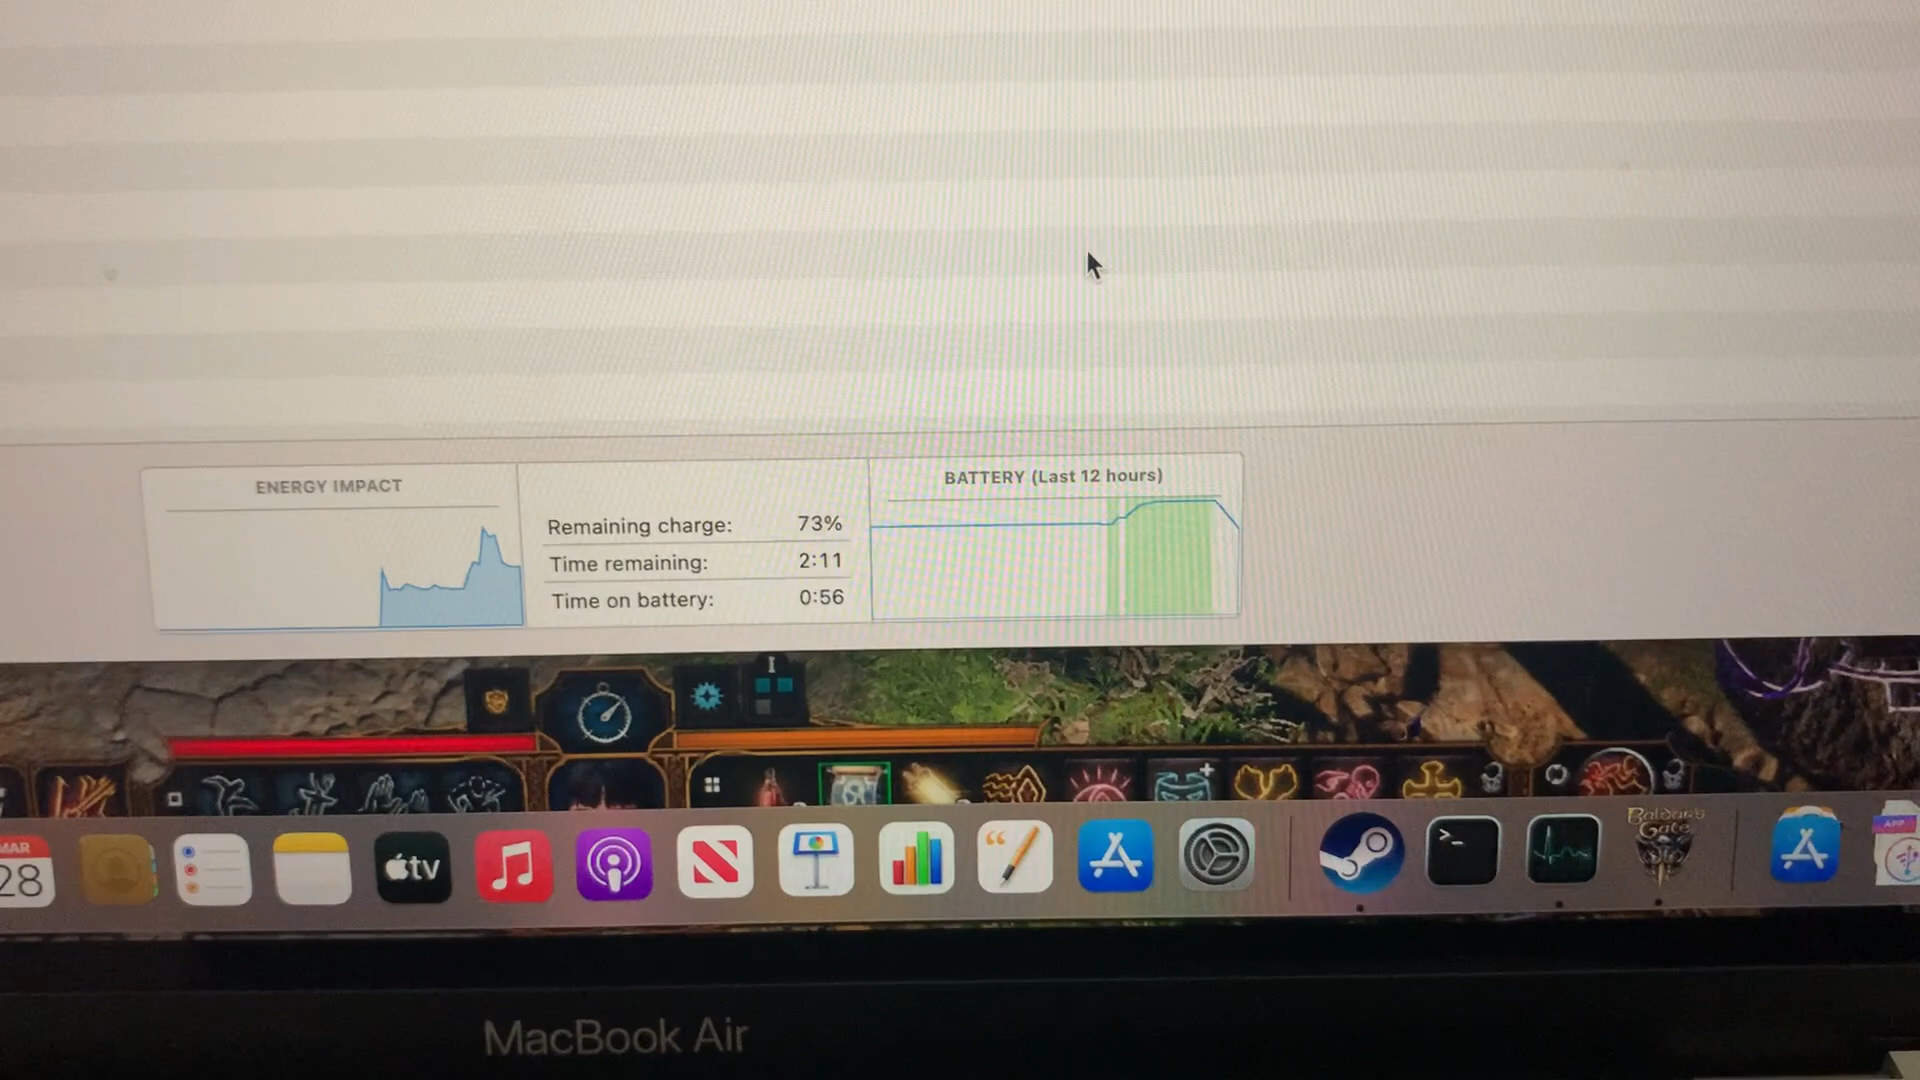 ENERGY IMPACT
Remaining charge: 73%
Time remaining: 2:11
Time on battery: 0:56
BATTERY (Last 12 hours)
MAR
28
tv
>_
Baldur's
Gate
APP
MacBook Air